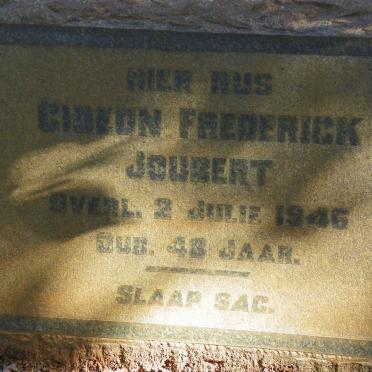 HIER RUS
GIDEON FREDERICK
JOUBERT
OVERL. 2 JULIE 1946
OUD. 48 JAAR.
SLAAP SAG.